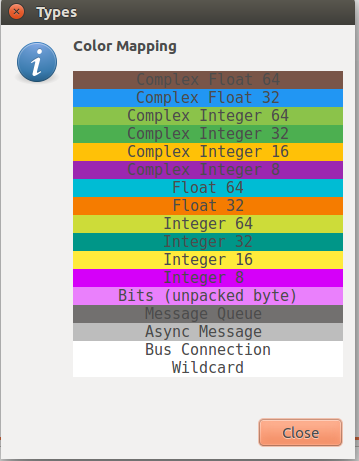 Types
Color Mapping
Complex Float 64
Complex Float 32
Complex Integer 64
Complex Integer 32
Complex Integer 16
Complex Integer 8
Float 64
Float 32
Integer 64
Integer 32
Integer 16
Integer 8
Bits (unpacked byte)
Message Queue
Async Message
Bus Connection
Wildcard
Close